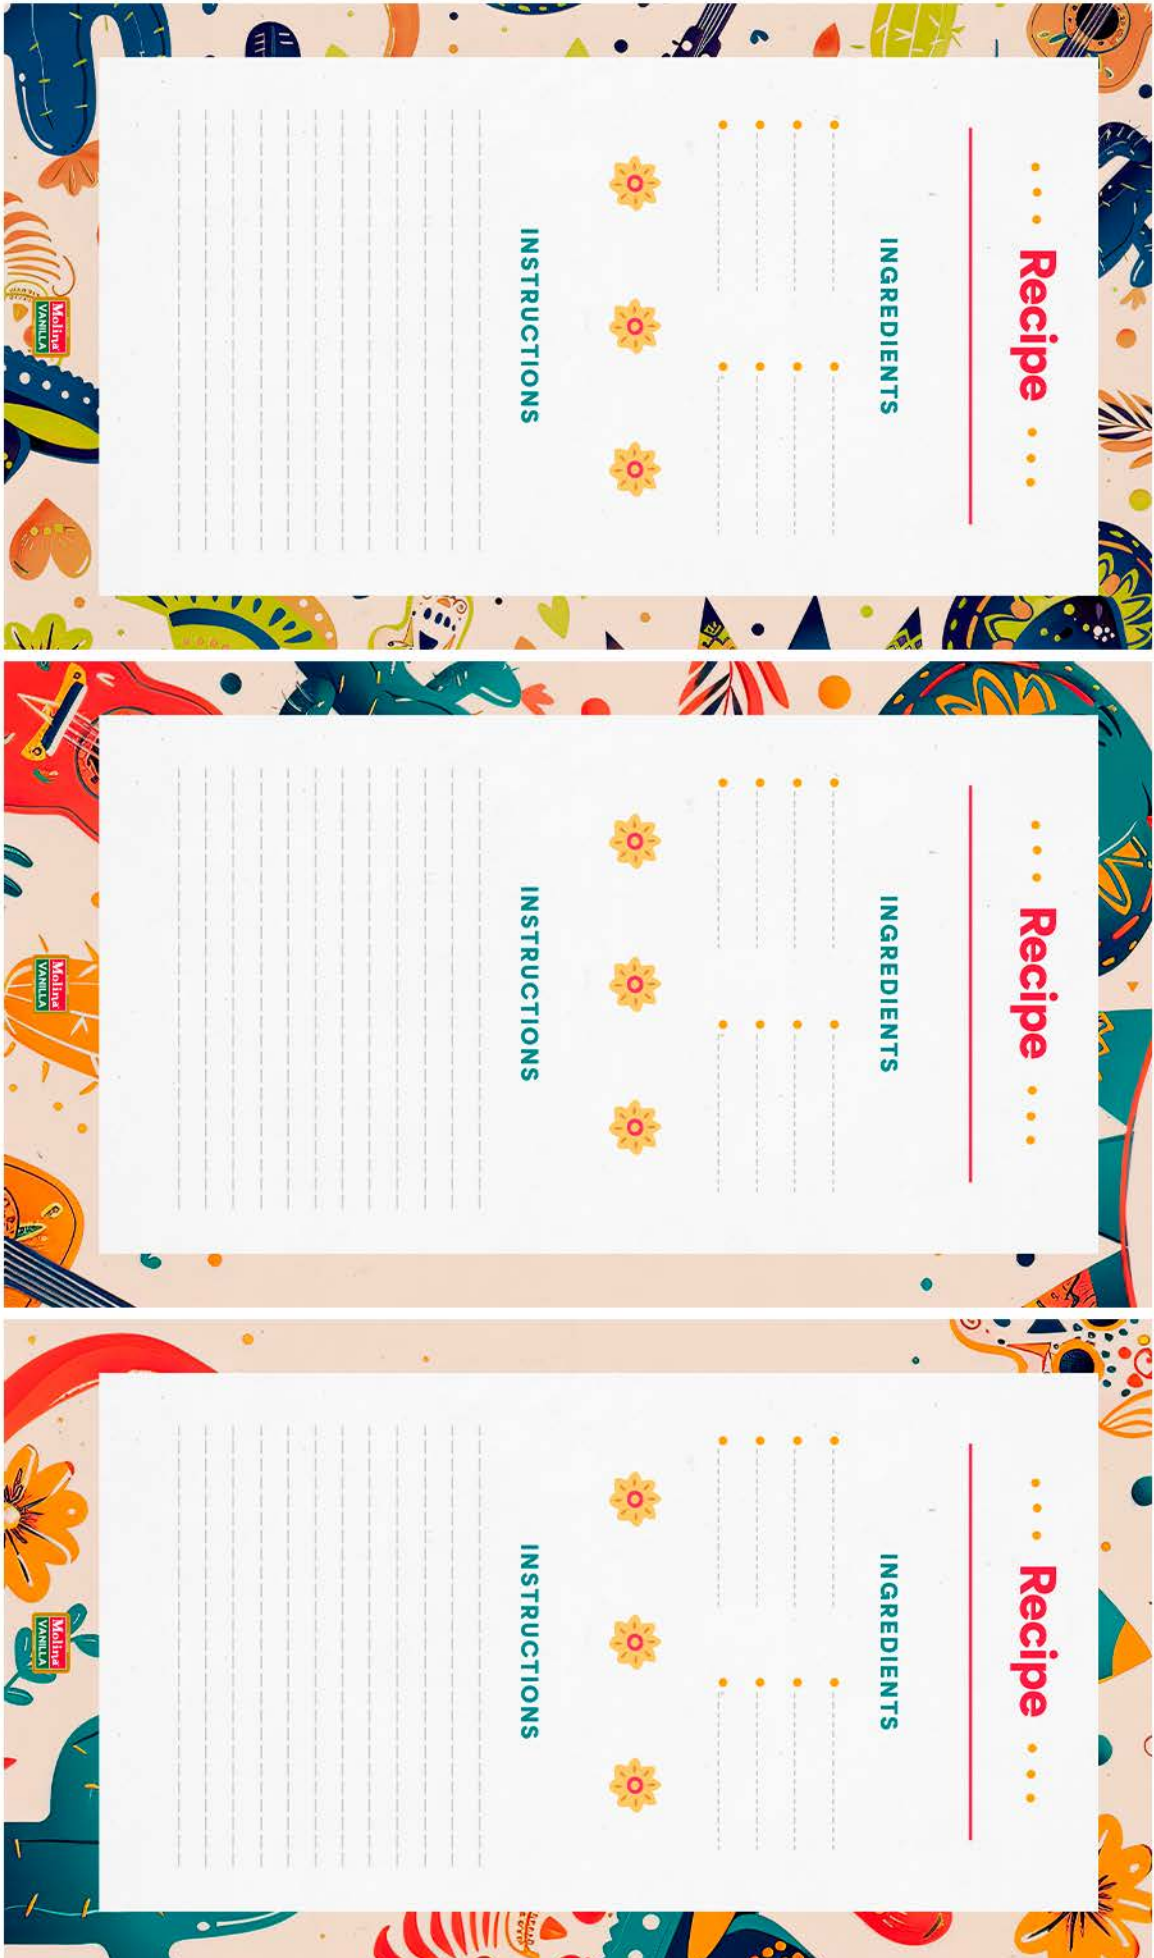 Recipe
INGREDIENTS
INSTRUCTIONS
Molina
VANILLA
Recipe
INGREDIENTS
INSTRUCTIONS
Molina
VANILLA
Recipe
INGREDIENTS
INSTRUCTIONS
Molina
VANILLA